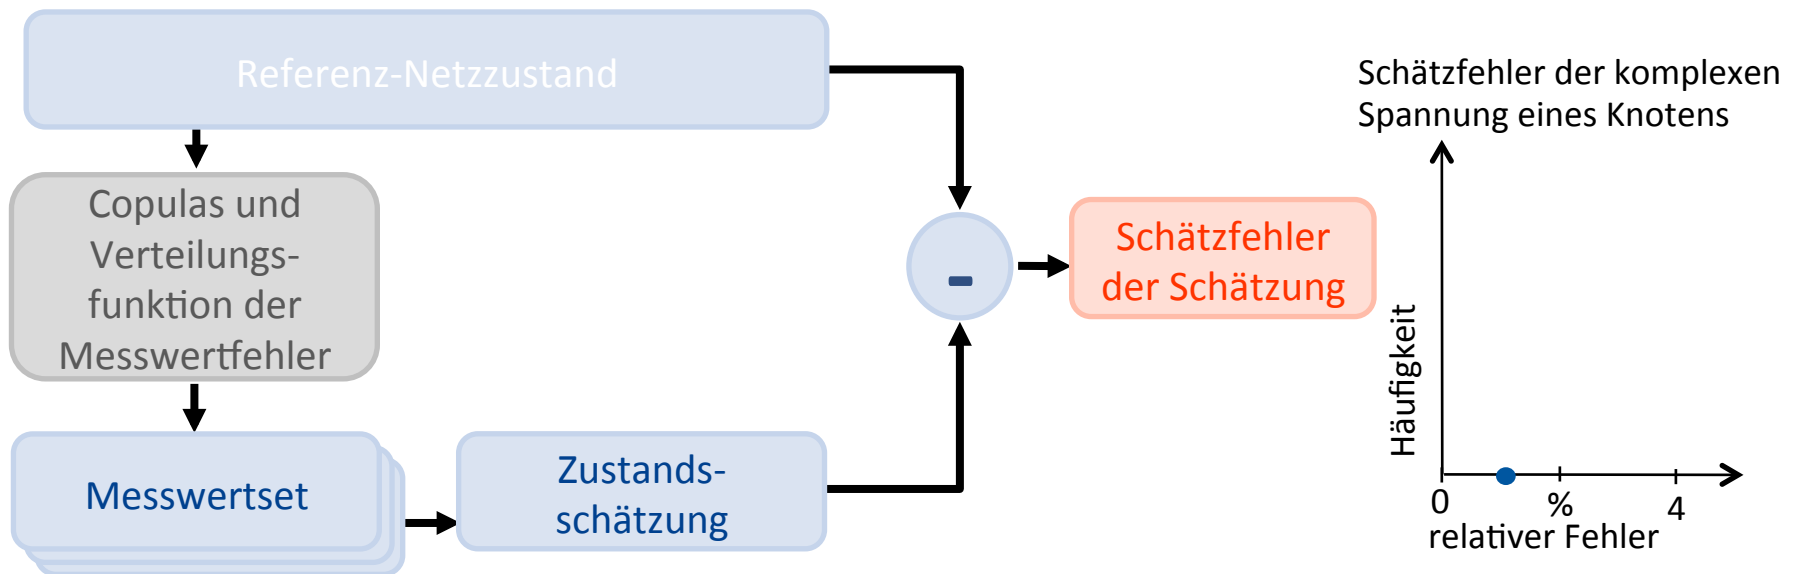 Referenz-Netzzustand
Copulas und
Verteilungs-
funktion der
Messwertfehler
Messwertset
Zustands-
schätzung
-
Schätzfehler
der Schätzung
Schätzfehler der komplexen
Spannung eines Knotens
Häufigkeit
0 % 4
relativer Fehler